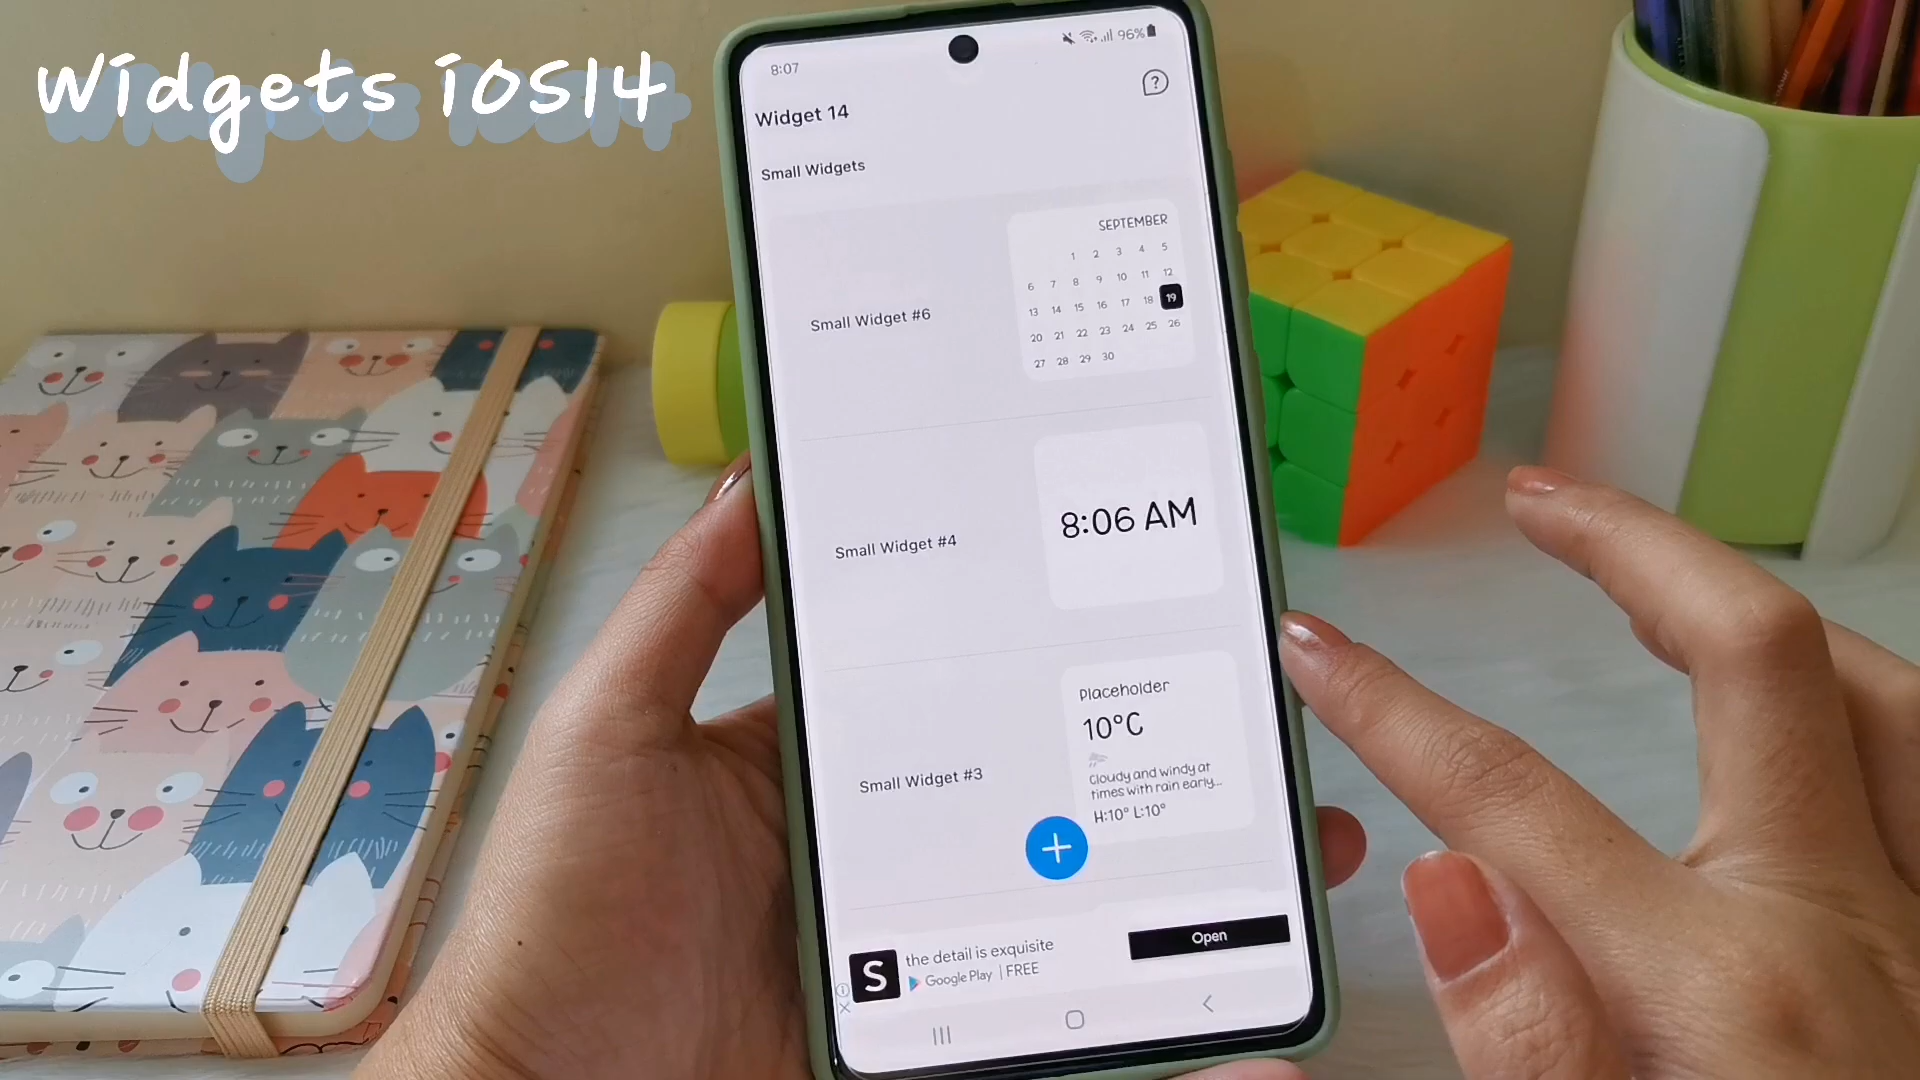 Widgets iOS14
8:07
96%
?
Widget 14
Small Widgets
SEPTEMBER
1 2 3 4 5
6 7 8 9 10 11 12
Small Widget #6
13 14 15 16 17 18 19
20 21 22 23 24 25 26
27 28 29 30
Small Widget #4
8:06 AM
Placeholder
10°C
Small Widget #3
Cloudy and windy at
times with rain early...
H:10° L:10°
+
S
the detail is exquisite
Google Play | FREE
Open